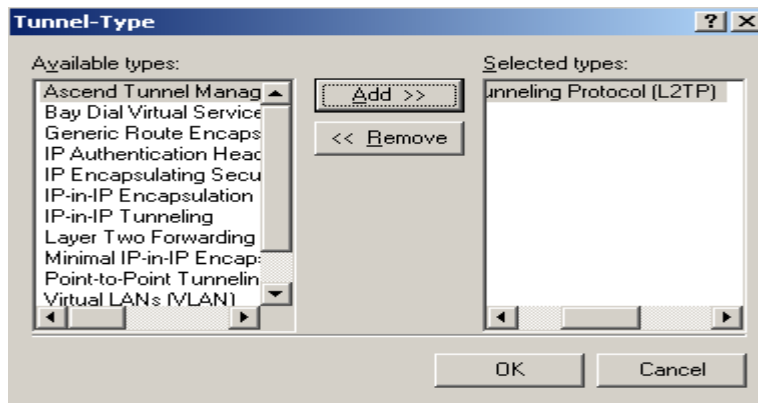 Tunnel-Type
Available types:
Ascend Tunnel Manag
Bay Dial Virtual Service
Generic Route Encaps
IP Authentication Head
IP Encapsulating Secu
IP-in-IP Encapsulation
IP-in-IP Tunneling
Layer Two Forwarding
Minimal IP-in-IP Encap
Point-to-Point Tunnelin
Virtual LANs (VLAN)
Add >>
<< Remove
Selected types:
unneling Protocol (L2TP)
OK
Cancel